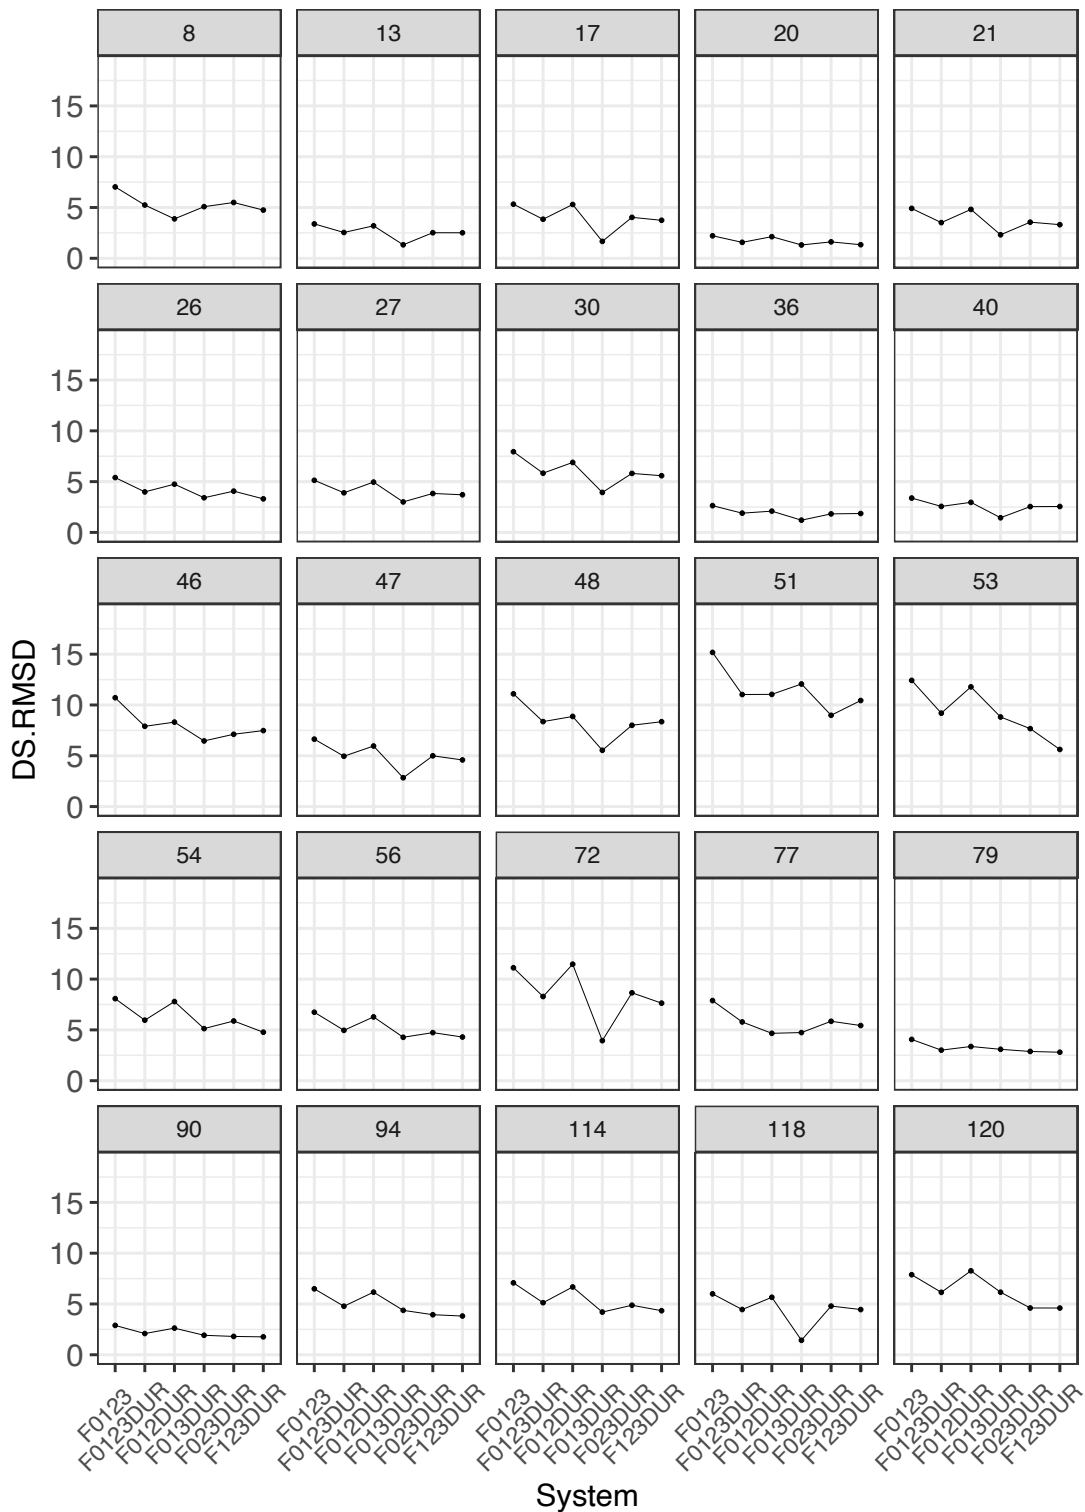 8 13 17 20 21
15
10
5
0
26 27 30 36 40
15
10
5
0
46 47 48 51 53
15
10
5
0
54 56 72 77 79
15
10
5
0
90 94 114 118 120
15
10
5
0
DS.RMSD
F0123 F0123DUR F012DUR F013DUR F023DUR F123DUR F0123 F0123DUR F012DUR F013DUR F023DUR F123DUR F0123 F0123DUR F012DUR F013DUR F023DUR F123DUR F0123 F0123DUR F012DUR F013DUR F023DUR F123DUR F0123 F0123DUR F012DUR F013DUR F023DUR F123DUR
System